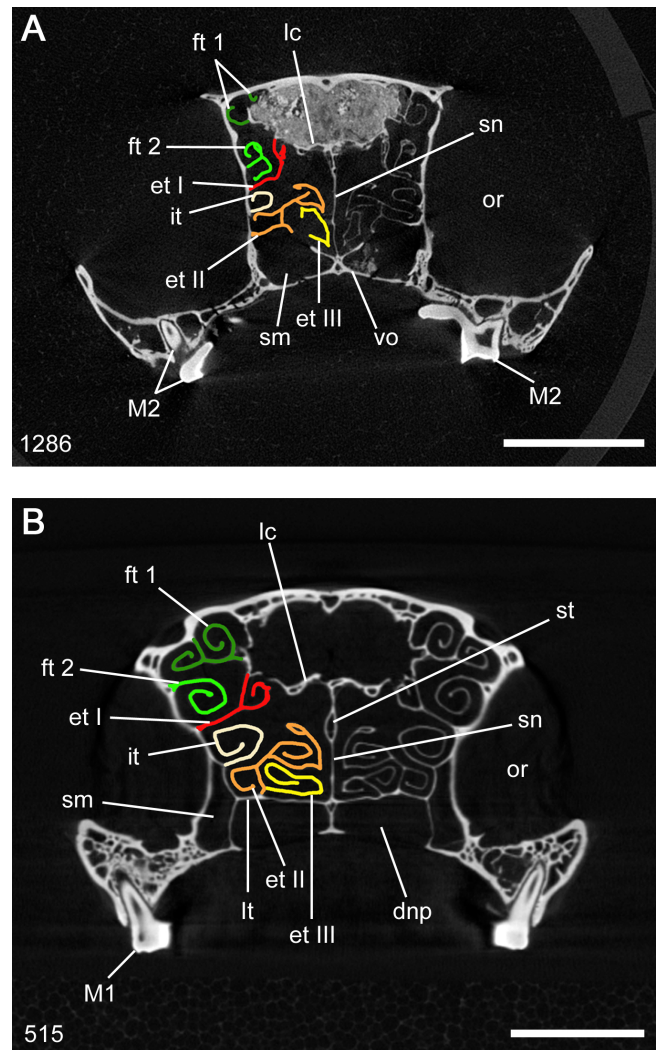 A
lc
ft 1
sn
ft 2
et I
it
or
et II
sm
et III
vo
M2
M2
1286
B
lc
ft 1
st
ft 2
et I
sn
it
or
sm
et II
lt
dnp
et III
M1
515